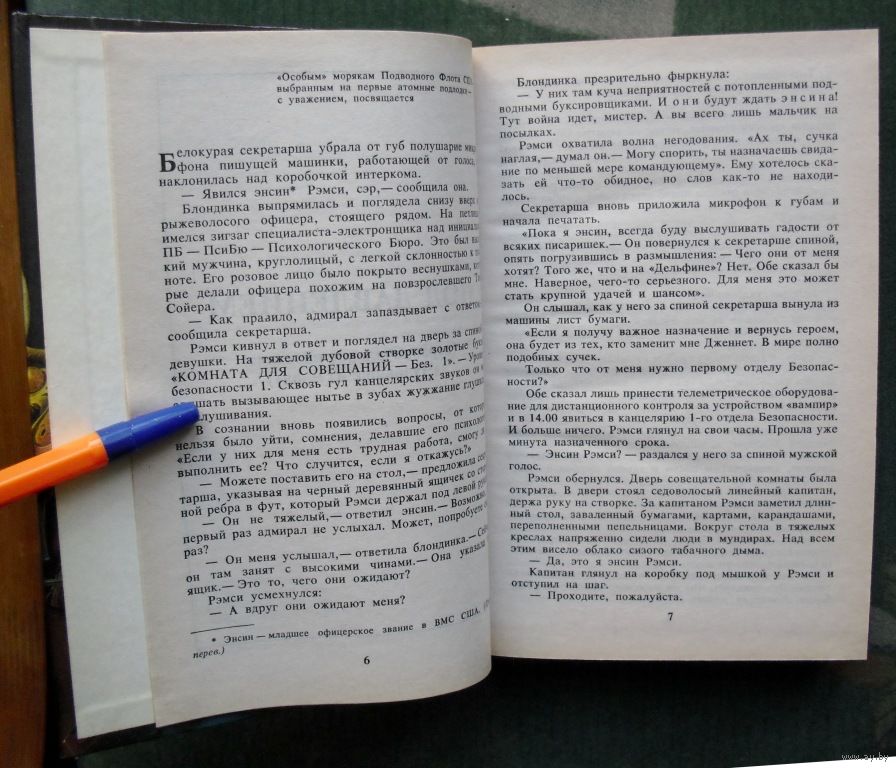 «Особым» морякам Подводного Флота США,
выбранным на первые атомные подлодки—
с уважением, посвящается
Белокурая секретарша убрала от губ полушарие
фона пишущей машинки, работающей от голоса,
наклонилась над коробочкой интеркома.
— Явился энсин* Рэмси, сэр,— сообщила она.
Блондинка выпрямилась и поглядела снизу вверх
рыжеволосого офицера, стоящего рядом. На
имелся зигзаг специалиста-электронщика над
ПБ — ПсиБю — Психологического Бюро. Это был
кий мужчина, круглолицый, с легкой склонностью к
ноте. Его розовое лицо было покрыто веснушками,
рые делали офицера похожим на повзрослевшего
Сойера.
— Как правило, адмирал запаздывает с ответом
сообщила секретарша.
Рэмси кивнул в ответ и поглядел на дверь за спиной
девушки. На тяжелой дубовой створке золотые
«КОМНАТА ДЛЯ СОВЕЩАНИЙ — Без. 1».—
безопасности 1. Сквозь гул канцелярских звуков он
вызывающее нытье в зубах жужжание
В сознании вновь появились вопросы, от
нельзя было уйти, сомнения, делавшие его
«Если у них для меня есть трудная работа, смогу
выполнить ее? Что случится, если я откажусь?»
— Можете поставить его на стол,— предложила
тарша, указывая на черный деревянный ящичек со
ной ребра в фут, который Рэмси держал под левой
— Он не тяжелый,— ответил энсин.—
первый раз адмирал не услыхал. Может, попробуете
раз?
— Он меня услышал,— ответила блондинка.—
он там занят с высокими чинами.— Она указала
ящик.— Это то, чего они ожидают?
Рэмси усмехнулся:
— А вдруг они ожидают меня?
* Энсин — младшее офицерское звание в ВМС США.
перев.)
6
Блондинка презрительно фыркнула:
— У них там куча неприятностей с потопленными под-
водными буксировщиками. И они будут ждать энсина!
Тут война идет, мистер. А вы всего лишь мальчик на
посылках.
Рэмси охватила волна негодования. «Ах ты, сучка
наглая,— думал он.— Могу спорить, ты назначаешь свида-
ние по меньшей мере командующему». Ему хотелось ска-
зать ей что-то обидное, но слов как-то не находи-
лось.
Секретарша вновь приложила микрофон к губам и
начала печатать.
«Пока я энсин, всегда буду выслушивать гадости от
всяких писаришек.— Он повернулся к секретарше спиной,
опять погрузившись в размышления: — Чего они от меня
хотят? Того же, что и на «Дельфине»? Нет. Обе сказал бы
мне. Наверное, чего-то серьезного. Для меня это может
стать крупной удачей и шансом».
Он слышал, как у него за спиной секретарша вынула из
машины лист бумаги.
«Если я получу важное назначение и вернусь героем,
она будет из тех, кто заменит мне Дженнет. В мире полно
подобных сучек.
Только что от меня нужно первому отделу Безопас-
ности?»
Обе сказал лишь принести телеметрическое оборудова-
ние для дистанционного контроля за устройством «вампир»
и в 14.00 явиться в канцелярию 1-го отдела Безопасности.
И больше ничего. Рэмси глянул на свои часы. Прошла уже
минута назначенного срока.
— Энсин Рэмси? — раздался у него за спиной мужской
голос.
Рэмси обернулся. Дверь совещательной комнаты была
открыта. В двери стоял седоволосый линейный капитан,
держа руку на створке. За капитаном Рэмси заметил длин-
ный стол, заваленный бумагами, картами, карандашами,
переполненными пепельницами. Вокруг стола в тяжелых
креслах напряженно сидели люди в мундирах. Над всем
этим висело облако сизого табачного дыма.
— Да, это я энсин Рэмси.
Капитан глянул на коробку под мышкой у Рэмси и
отступил на шаг.
— Проходите, пожалуйста.
7
www.ay.by